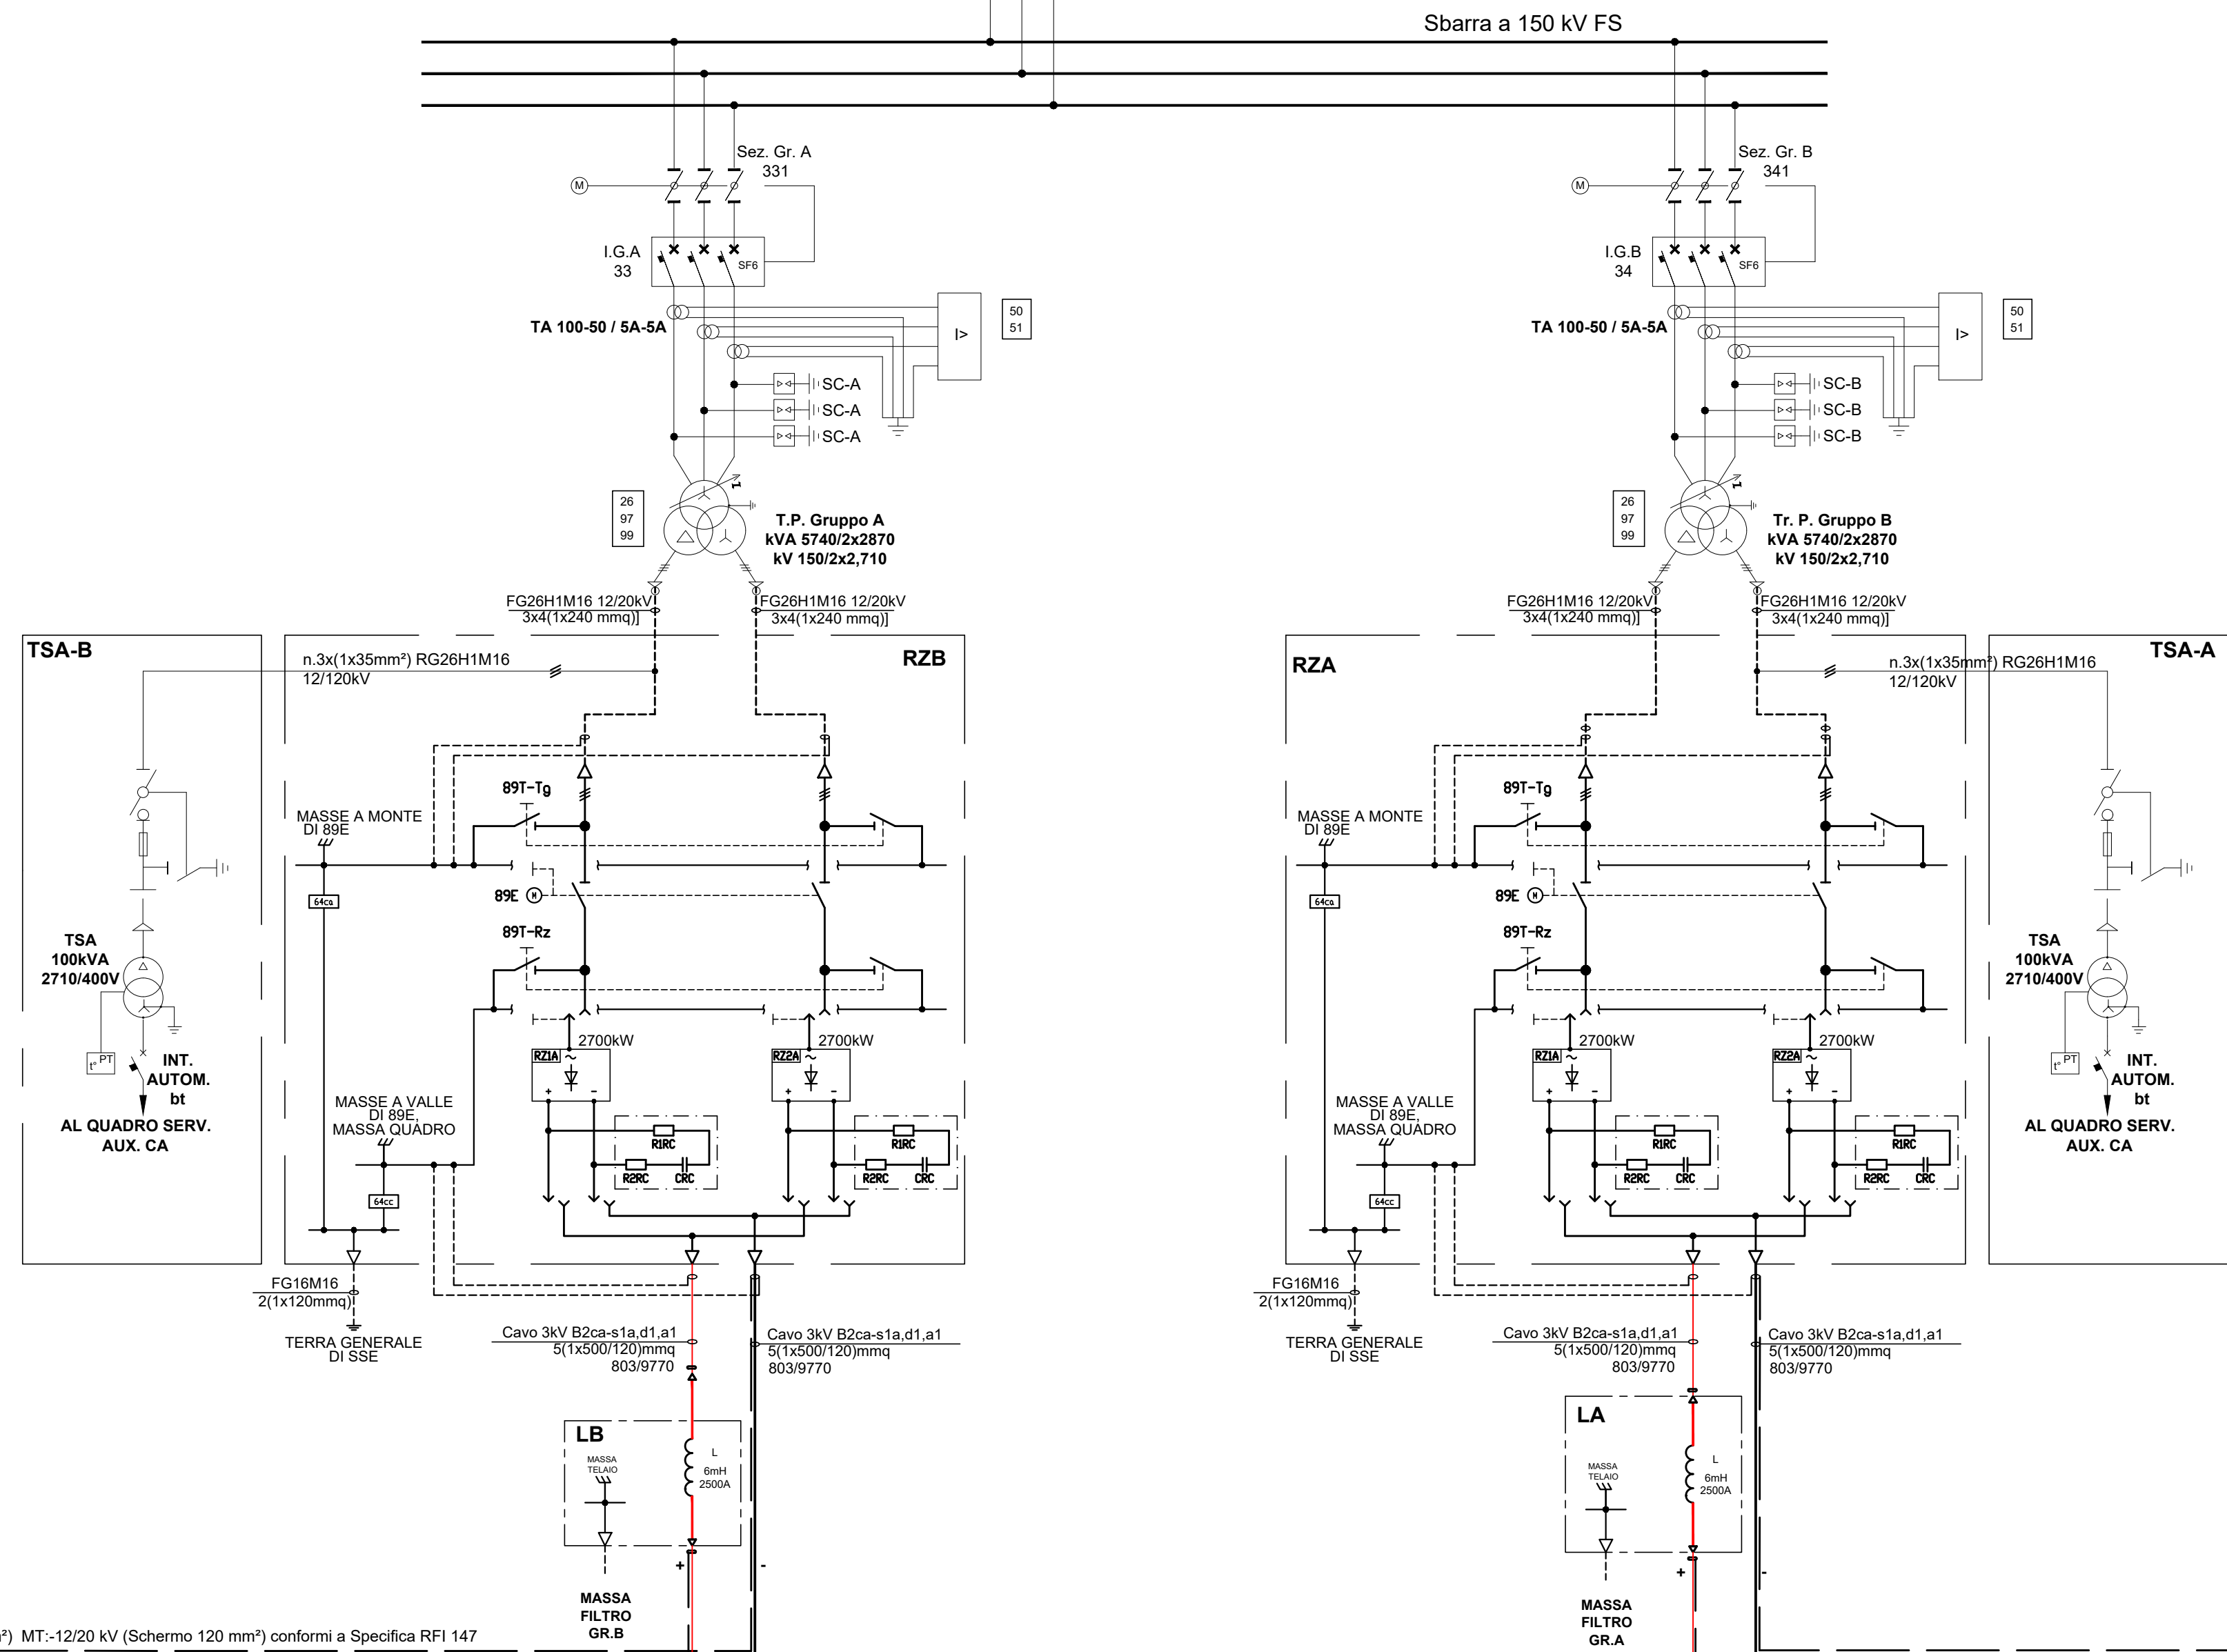 Sbarra a 150 kV FS
Sez. Gr. A
331
M
I.G.A
33
SF6
TA 100-50 / 5A-5A
I>
50
51
SC-A
SC-A
SC-A
26
97
99
T.P. Gruppo A
kVA 5740/2x2870
kV 150/2x2,710
FG26H1M16 12/20kV
3x4(1x240 mmq)]
FG26H1M16 12/20kV
3x4(1x240 mmq)]
Sez. Gr. B
341
M
I.G.B
34
SF6
TA 100-50 / 5A-5A
I>
50
51
SC-B
SC-B
SC-B
26
97
99
Tr. P. Gruppo B
kVA 5740/2x2870
kV 150/2x2,710
FG26H1M16 12/20kV
3x4(1x240 mmq)]
FG26H1M16 12/20kV
3x4(1x240 mmq)]
TSA-B
TSA
100kVA
2710/400V
t° PT
INT.
AUTOM.
bt
AL QUADRO SERV.
AUX. CA
n.3x(1x35mm²) RG26H1M16
12/120kV
RZB
89T-Tg
MASSE A MONTE
DI 89E
64ca
89E
M
89T-Rz
2700kW
RZ1A
~
+ -
2700kW
RZ2A
~
+ -
MASSE A VALLE
DI 89E,
MASSA QUADRO
64cc
R1RC
R2RC
CRC
R1RC
R2RC
CRC
FG16M16
2(1x120mmq)
TERRA GENERALE
DI SSE
Cavo 3kV B2ca-s1a,d1,a1
5(1x500/120)mmq
803/9770
Cavo 3kV B2ca-s1a,d1,a1
5(1x500/120)mmq
803/9770
LB
MASSA
TELAIO
L
6mH
2500A
+
-
MASSA
FILTRO
GR.B
RZA
n.3x(1x35mm²) RG26H1M16
12/120kV
89T-Tg
MASSE A MONTE
DI 89E
64ca
89E
M
89T-Rz
2700kW
RZ1A
~
+ -
2700kW
RZ2A
~
+ -
MASSE A VALLE
DI 89E,
MASSA QUADRO
64cc
R1RC
R2RC
CRC
R1RC
R2RC
CRC
FG16M16
2(1x120mmq)
TERRA GENERALE
DI SSE
Cavo 3kV B2ca-s1a,d1,a1
5(1x500/120)mmq
803/9770
Cavo 3kV B2ca-s1a,d1,a1
5(1x500/120)mmq
803/9770
LA
MASSA
TELAIO
L
6mH
2500A
+
-
MASSA
FILTRO
GR.A
TSA-A
TSA
100kVA
2710/400V
t° PT
INT.
AUTOM.
bt
AL QUADRO SERV.
AUX. CA
²) MT:-12/20 kV (Schermo 120 mm²) conformi a Specifica RFI 147